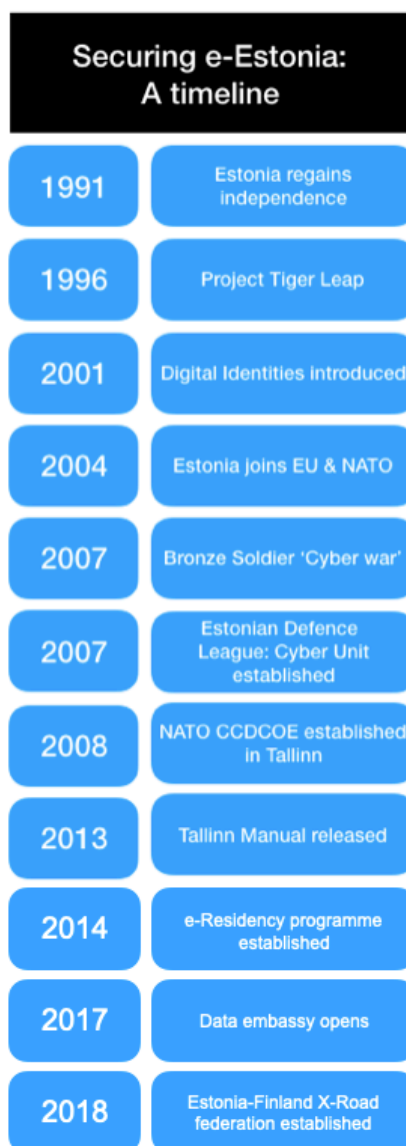 Securing e-Estonia:
A timeline
1991
Estonia regains
independence
1996
Project Tiger Leap
2001
Digital Identities introduced
2004
Estonia joins EU & NATO
2007
Bronze Soldier ‘Cyber war’
2007
Estonian Defence
League: Cyber Unit
established
2008
NATO CCDCOE established
in Tallinn
2013
Tallinn Manual released
2014
e-Residency programme
established
2017
Data embassy opens
2018
Estonia-Finland X-Road
federation established